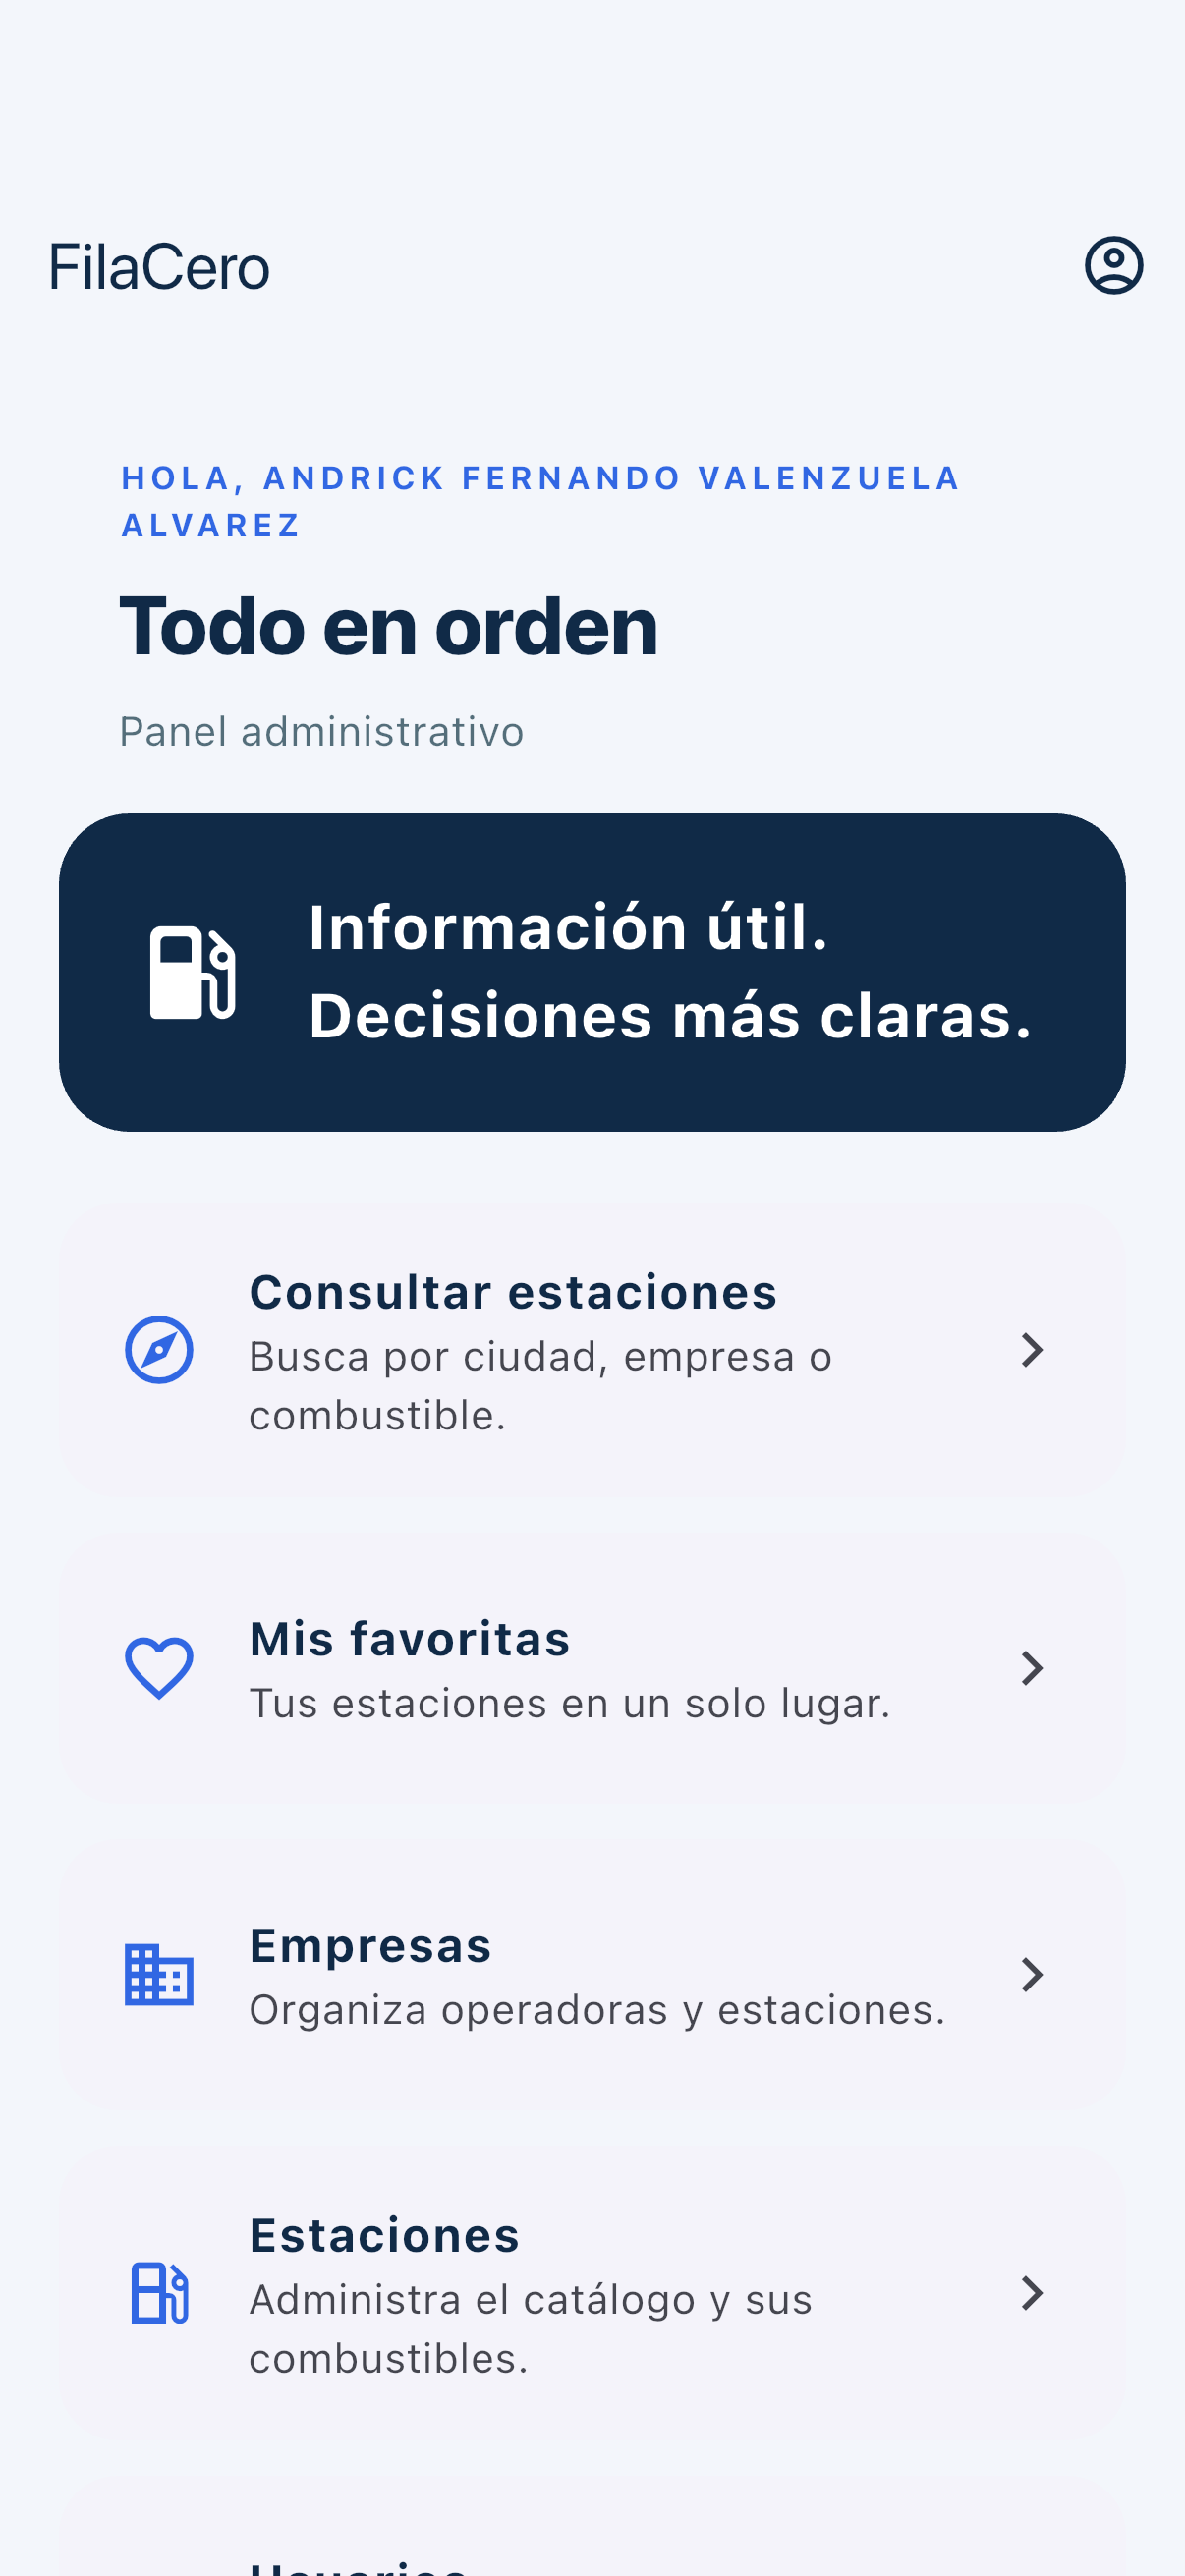 FilaCero
HOLA, ANDRICK FERNANDO VALENZUELA
ALVAREZ
Todo en orden
Panel administrativo
Información útil.
Decisiones más claras.
Consultar estaciones
Busca por ciudad, empresa o
combustible.
Mis favoritas
Tus estaciones en un solo lugar.
Empresas
Organiza operadoras y estaciones.
Estaciones
Administra el catálogo y sus
combustibles.